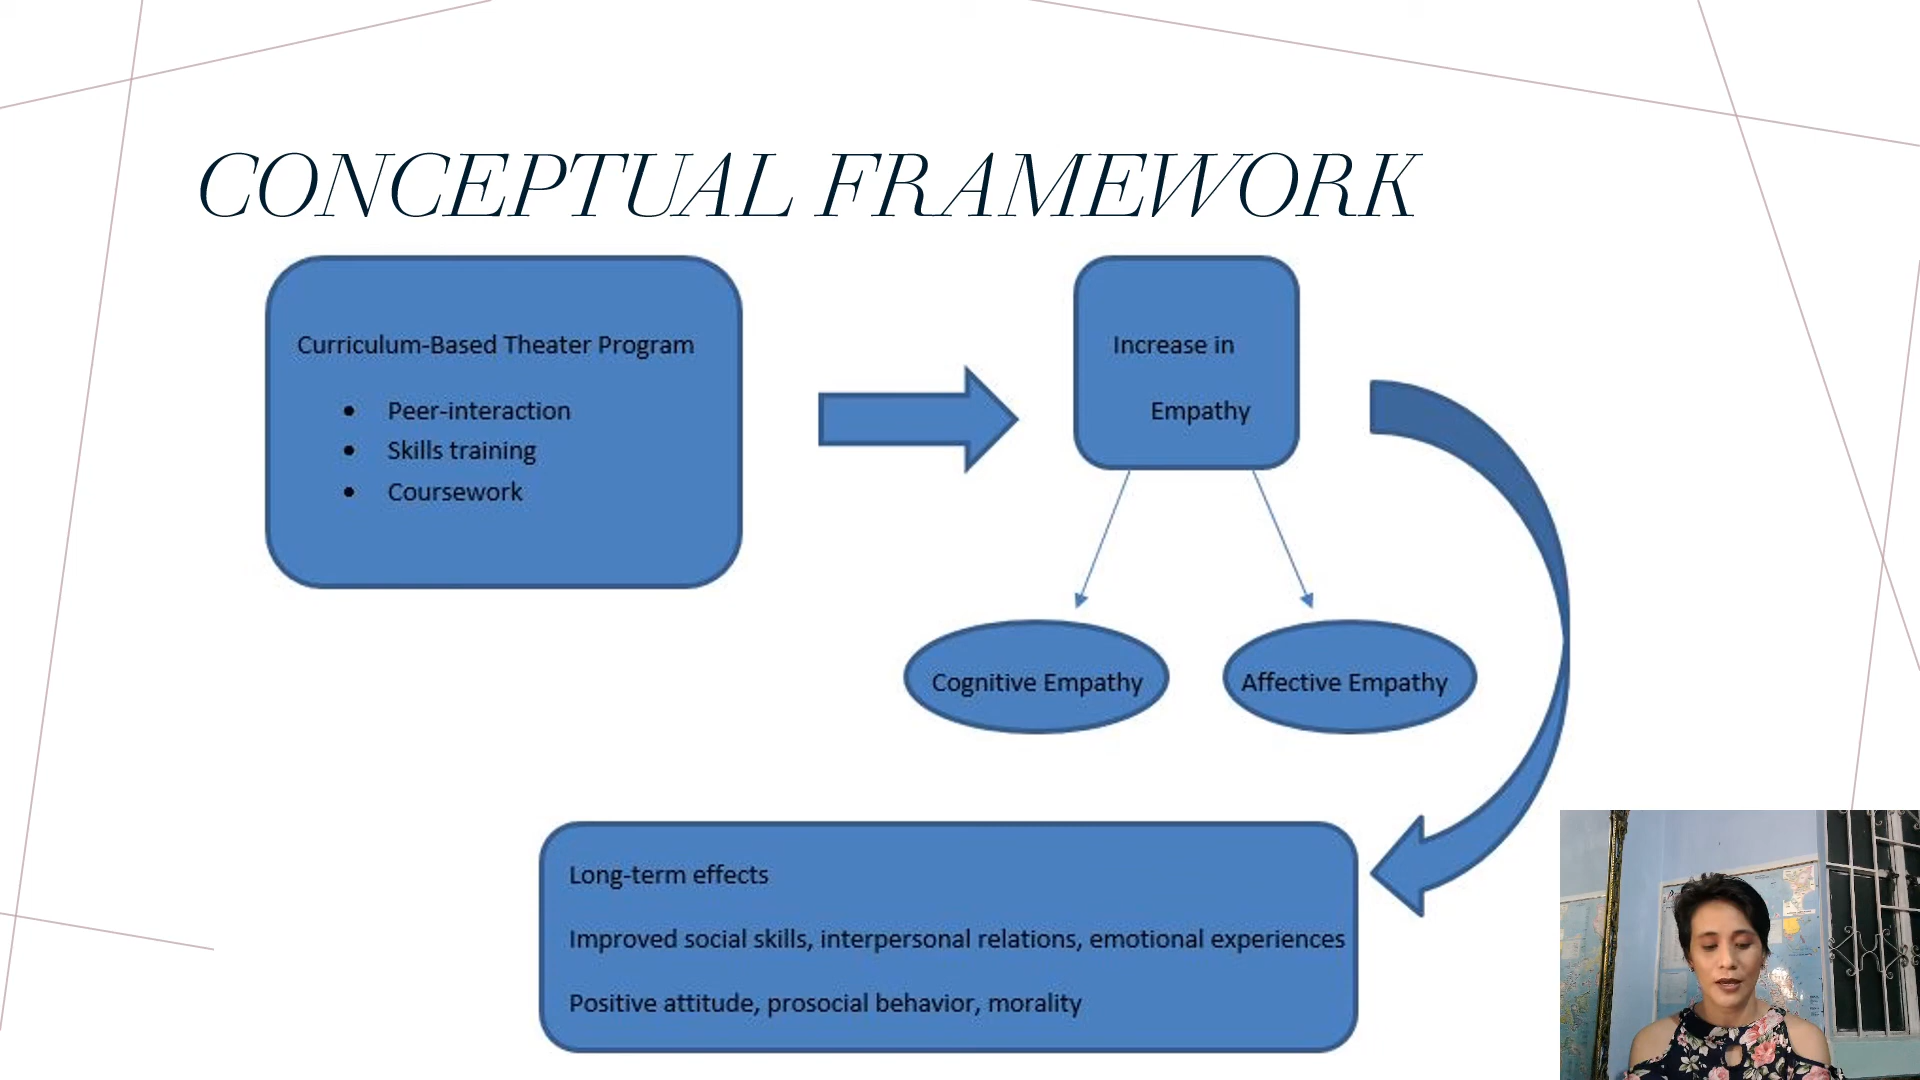 CONCEPTUAL FRAMEWORK
Curriculum-Based Theater Program
• Peer-interaction
• Skills training
• Coursework
Increase in
Empathy
Cognitive Empathy
Affective Empathy
Long-term effects
Improved social skills, interpersonal relations, emotional experiences
Positive attitude, prosocial behavior, morality